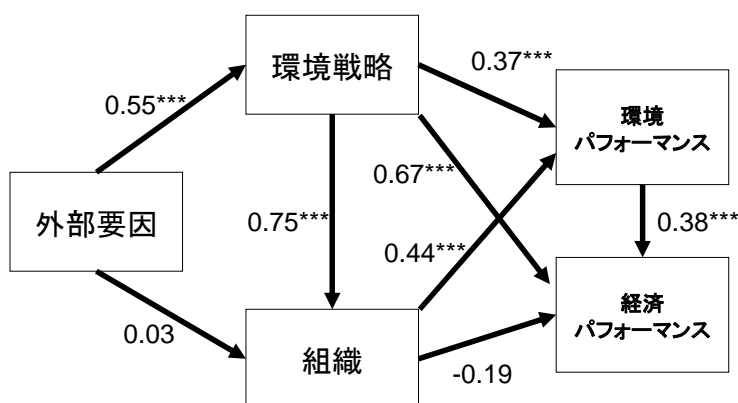 環境戦略
0.37***
環境
パフォーマンス
0.55***
0.67***
外部要因
0.75***
0.44***
0.38***
経済
パフォーマンス
0.03
組織
-0.19